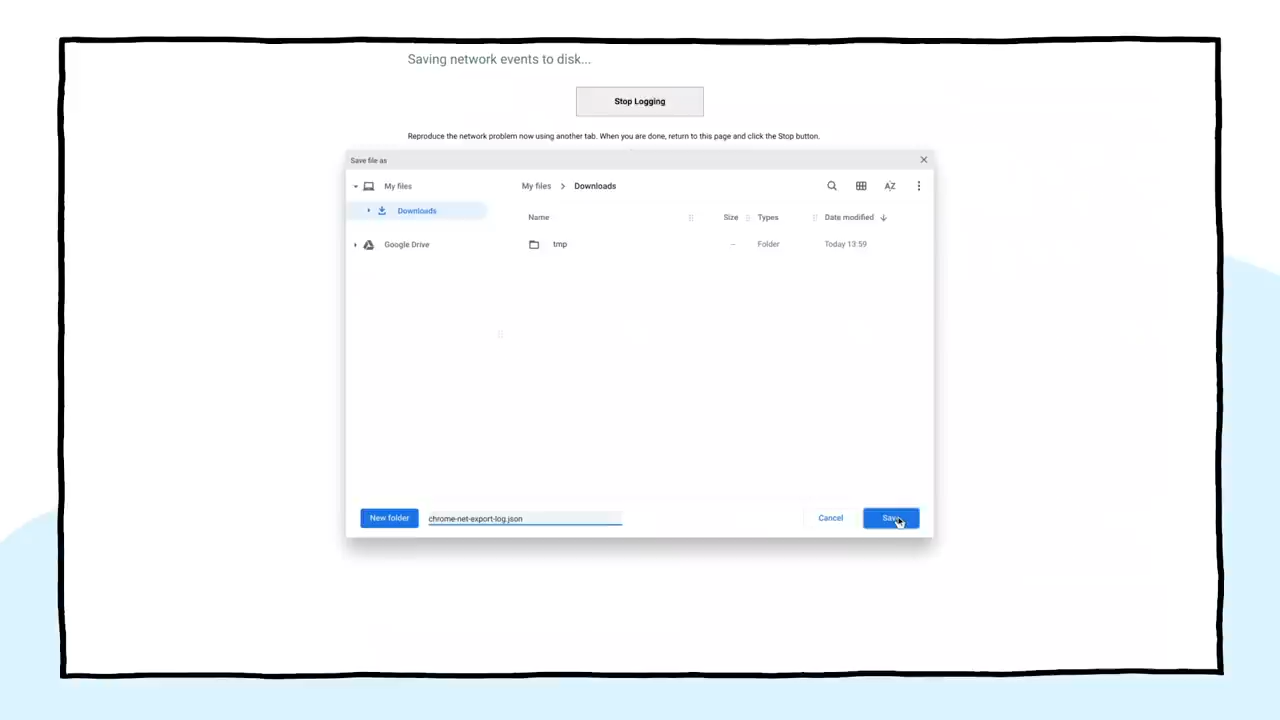 Saving network events to disk...
Stop Logging
Reproduce the network problem now using another tab. When you are done, return to this page and click the Stop button.
Save file as
My files
Downloads
Google Drive
My files > Downloads
AZ
Name Size Types Date modified
tmp -- Folder Today 13:59
New folder chrome-net-export-log.json Cancel Save